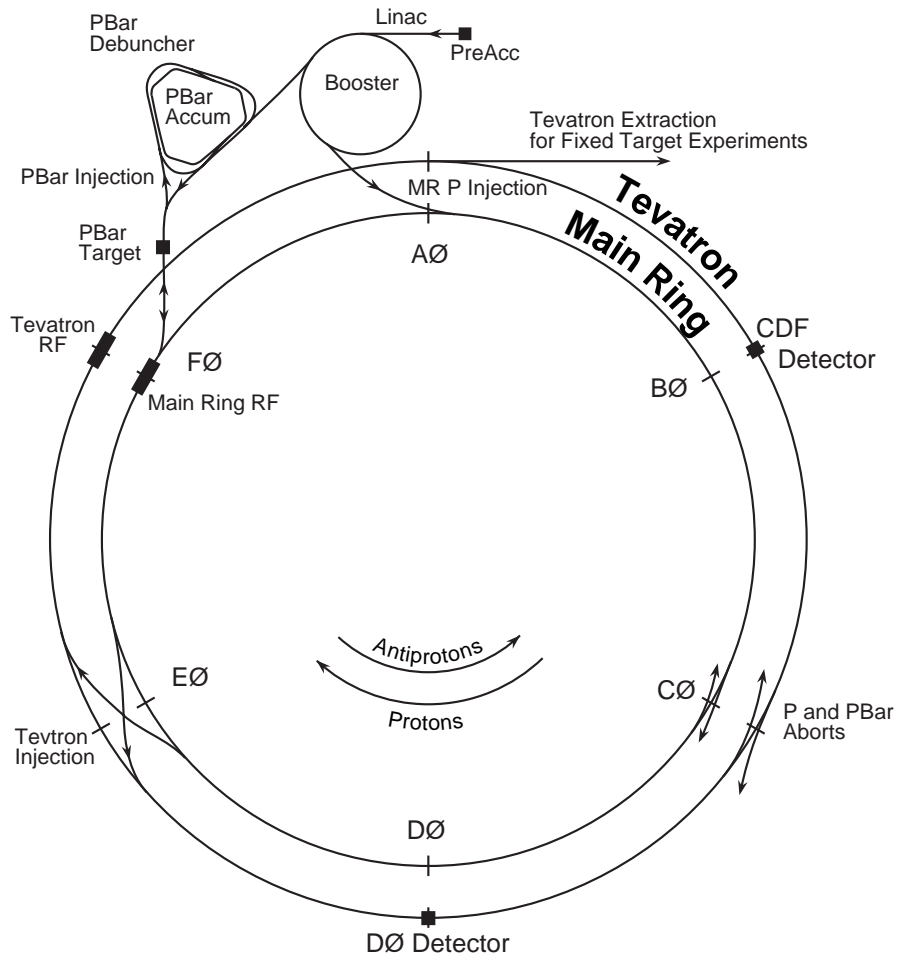 Linac
PreAcc
PBar
Debuncher
PBar
Accum
Booster
Tevatron Extraction
for Fixed Target Experiments
PBar Injection
MR P Injection
Tevatron
Main Ring
PBar
Target
AØ
Tevatron
RF
FØ
Main Ring RF
CDF
Detector
BØ
Antiprotons
Protons
EØ
CØ
Tevtron
Injection
P and PBar
Aborts
DØ
DØ Detector